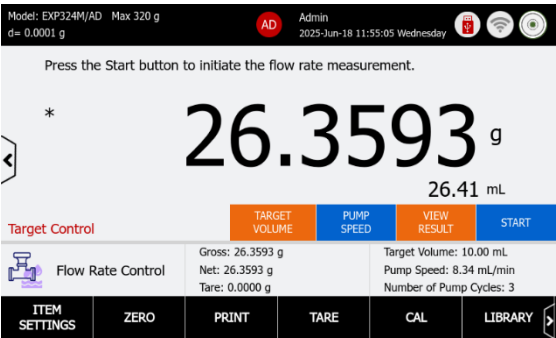 Model: EXP324M/AD Max 320 g
d= 0.0001 g
AD
Admin
2025-Jun-18 11:55:05 Wednesday
Press the Start button to initiate the flow rate measurement.
*
26.3593 g
26.41 mL
Target Control
TARGET VOLUME
PUMP SPEED
VIEW RESULT
START
Flow Rate Control
Gross: 26.3593 g
Net: 26.3593 g
Tare: 0.0000 g
Target Volume: 10.00 mL
Pump Speed: 8.34 mL/min
Number of Pump Cycles: 3
ITEM SETTINGS
ZERO
PRINT
TARE
CAL
LIBRARY